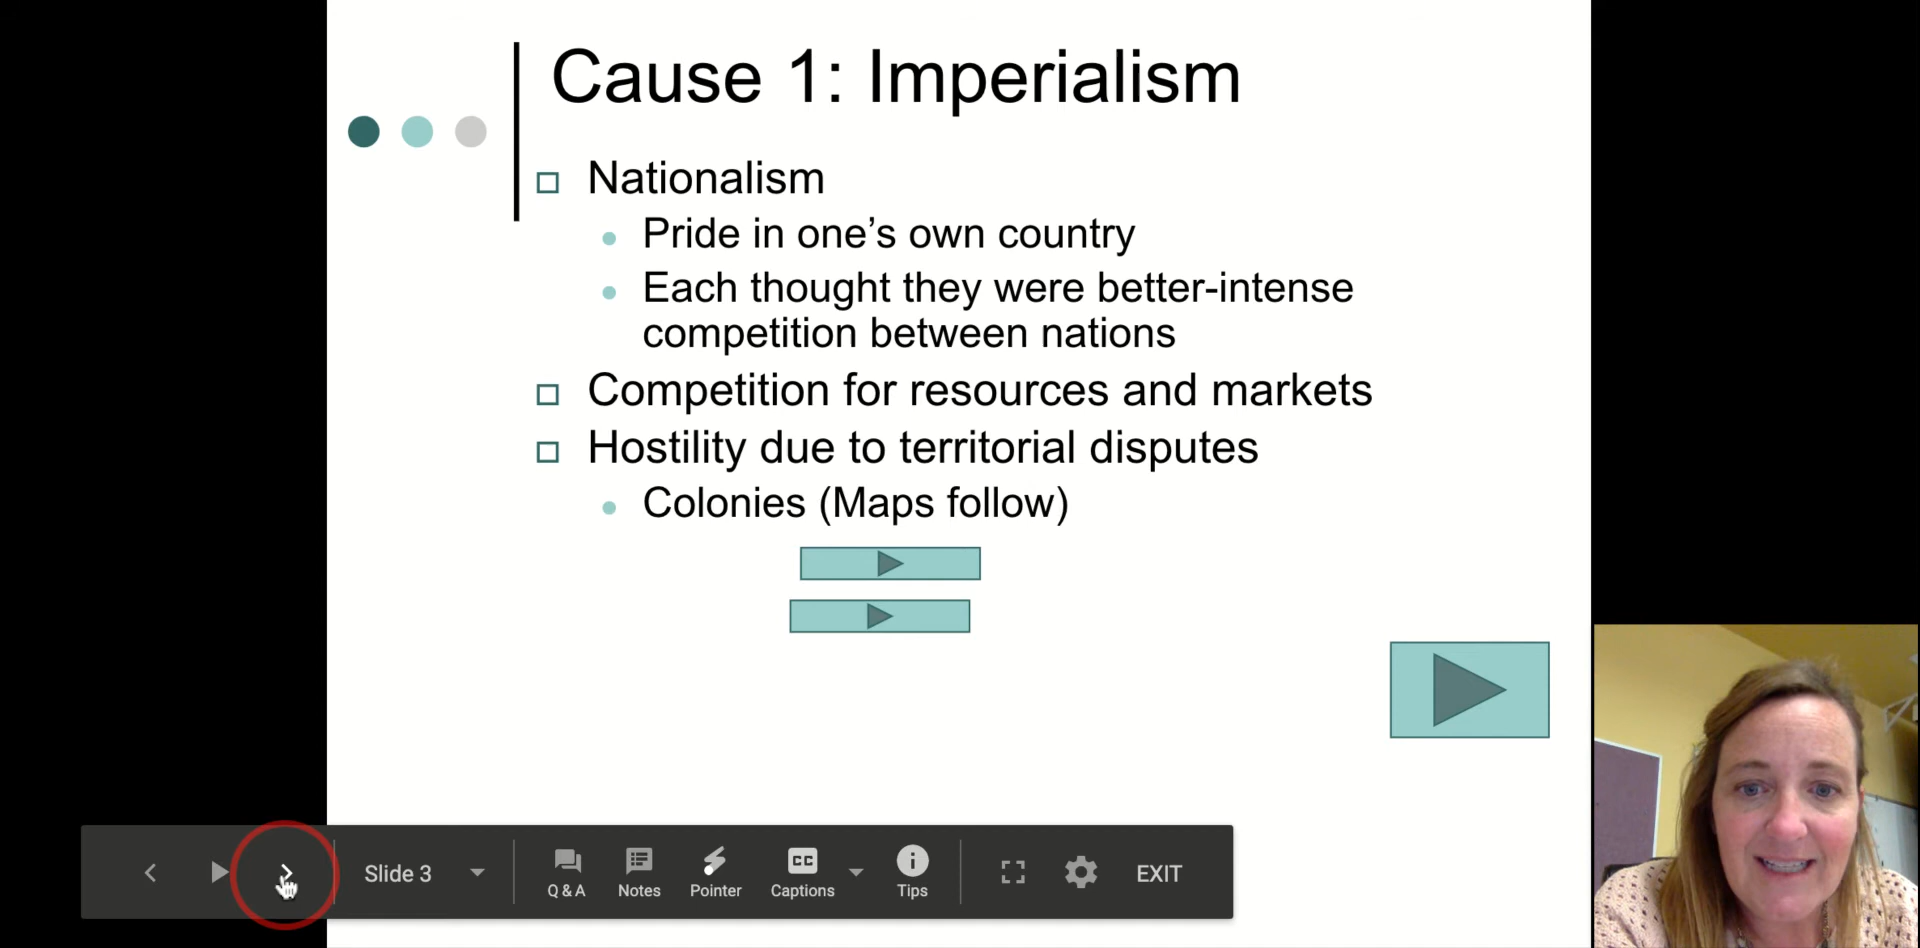 Cause 1: Imperialism
Nationalism
Pride in one’s own country
Each thought they were better-intense
competition between nations
Competition for resources and markets
Hostility due to territorial disputes
Colonies (Maps follow)
Slide 3
Q & A
Notes
Pointer
CC
Captions
Tips
EXIT